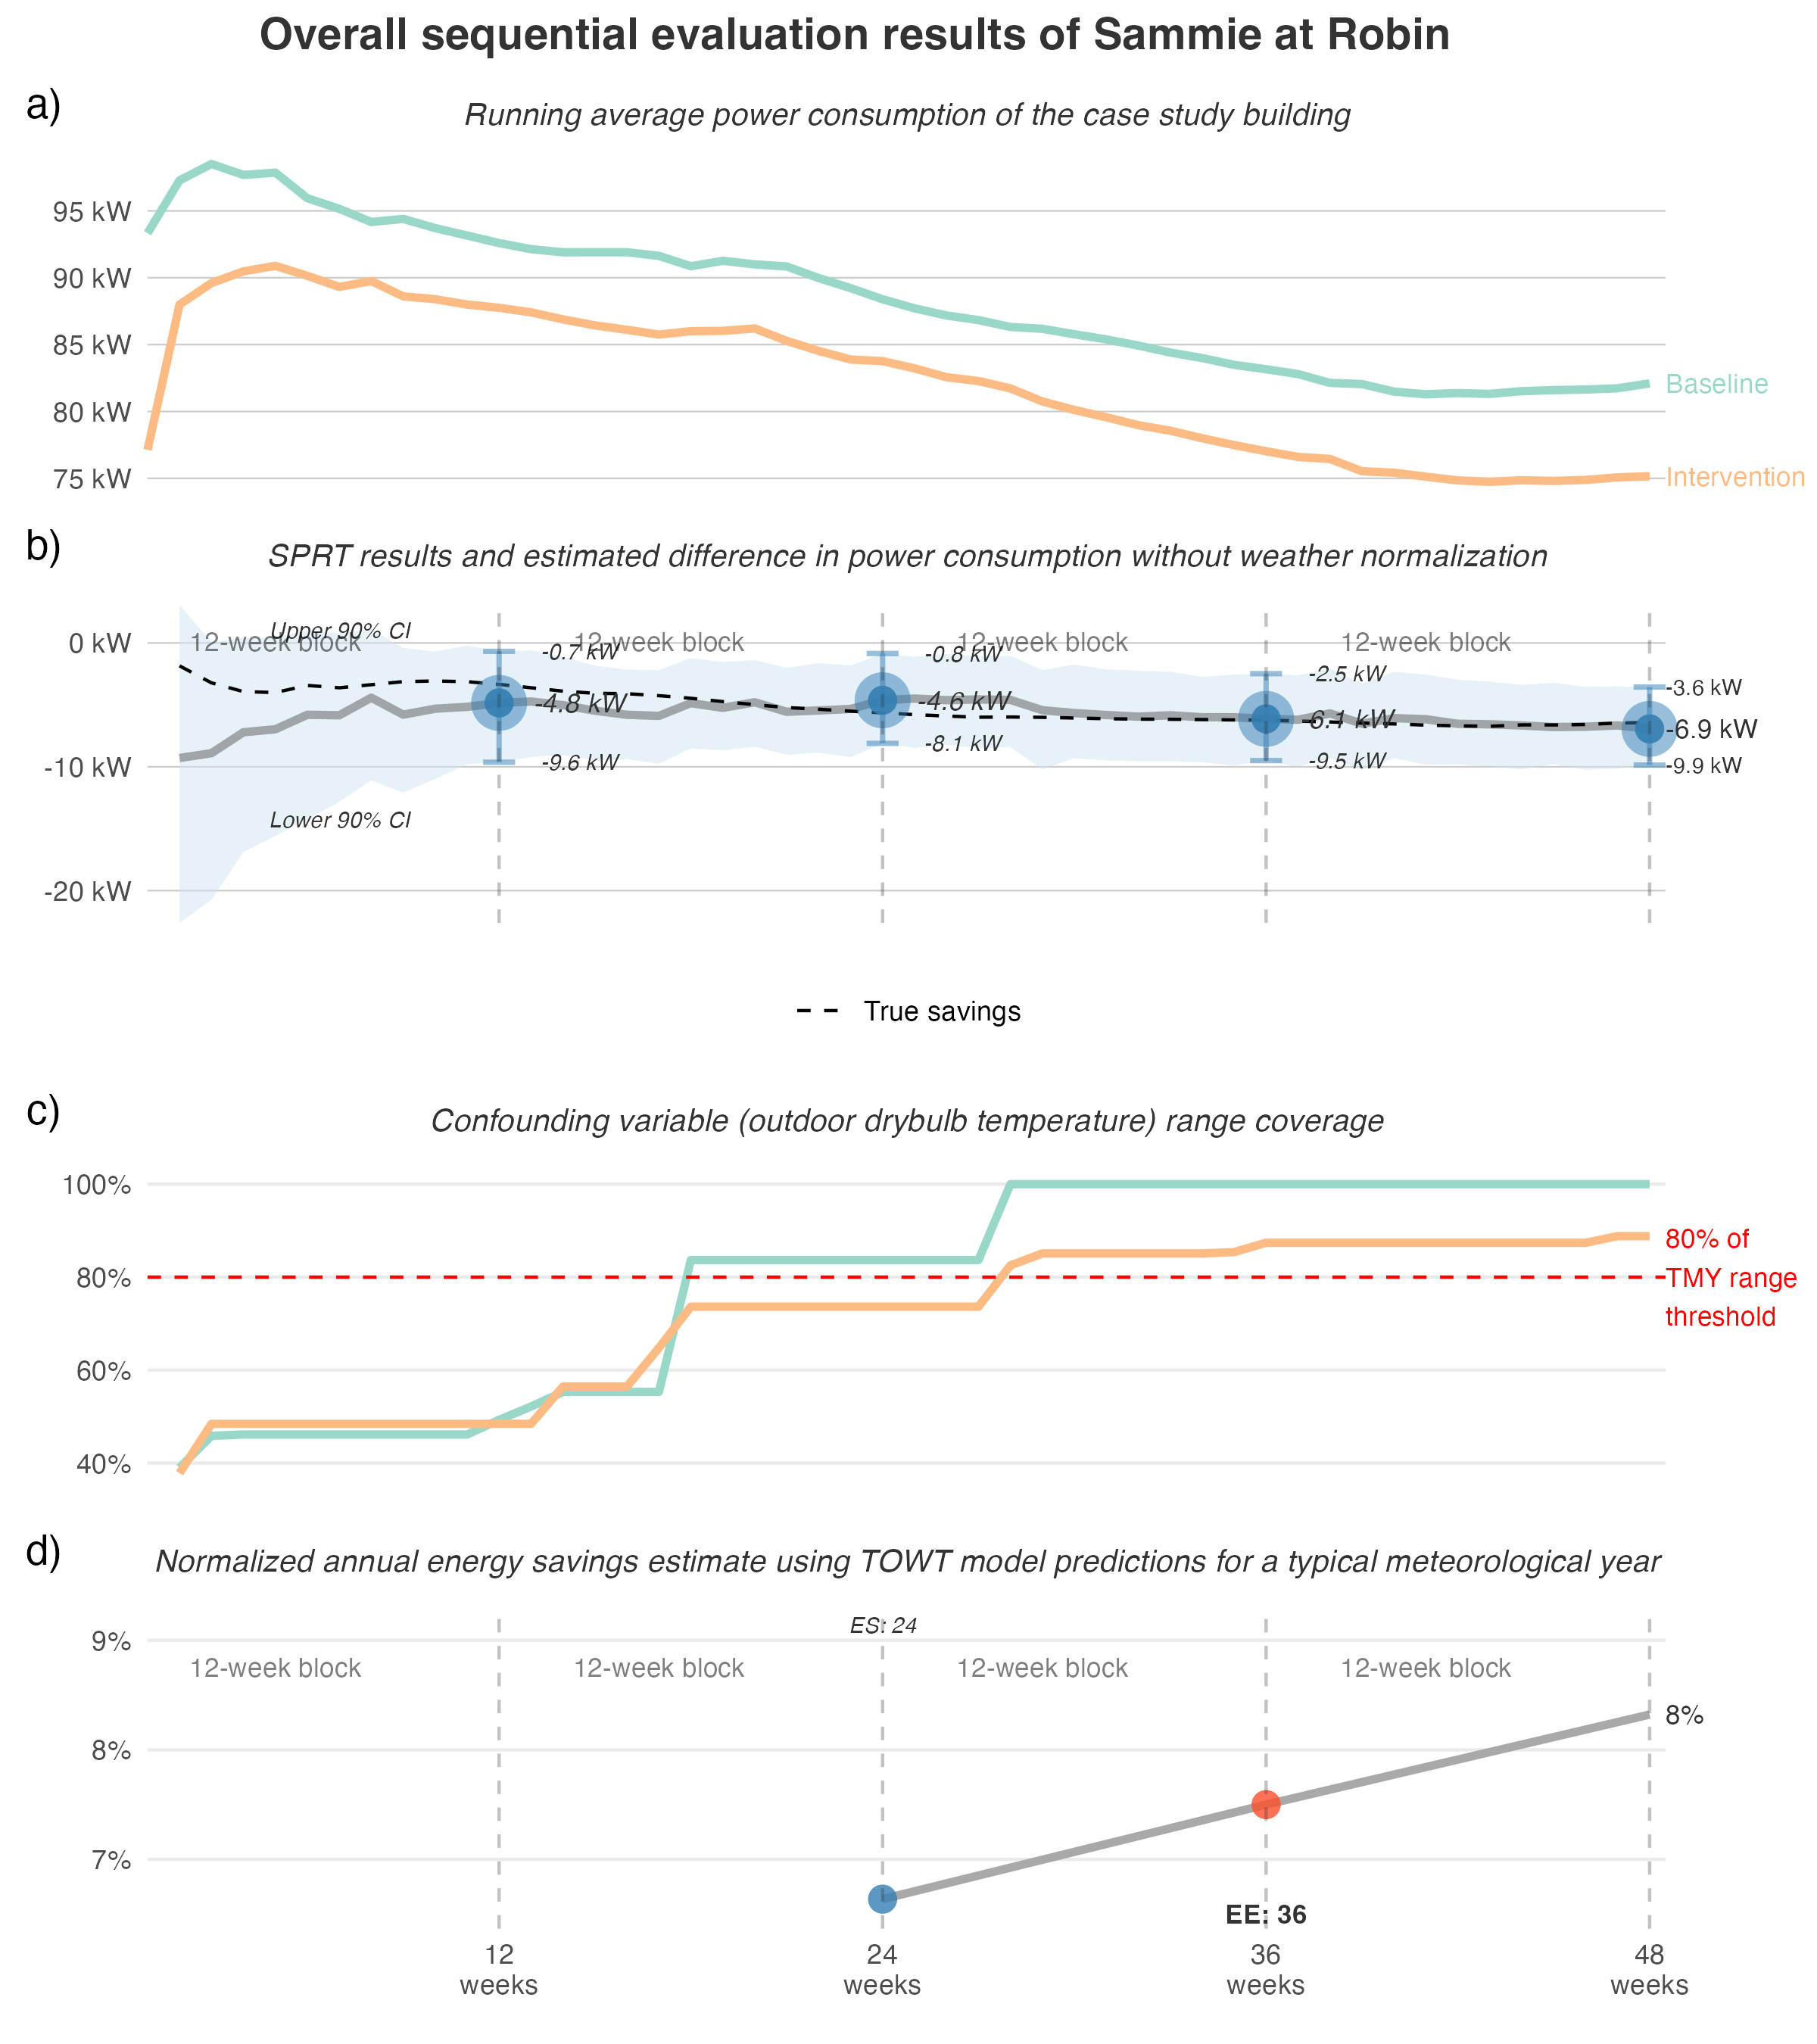 Overall sequential evaluation results of Sammie at Robin
a)
Running average power consumption of the case study building
95 kW
90 kW
85 kW
80 kW
75 kW
Baseline
Intervention
b)
SPRT results and estimated difference in power consumption without weather normalization
0 kW
-10 kW
-20 kW
Upper 90% CI
12-week block
12-week block
12-week block
12-week block
-0.7 kW
-0.8 kW
-2.5 kW
-3.6 kW
-4.8 kW
-4.6 kW
-6.1 kW
-6.9 kW
-9.6 kW
-8.1 kW
-9.5 kW
-9.9 kW
Lower 90% CI
True savings
c)
Confounding variable (outdoor drybulb temperature) range coverage
100%
80%
60%
40%
80% of
TMY range
threshold
d)
Normalized annual energy savings estimate using TOWT model predictions for a typical meteorological year
ES: 24
9%
8%
7%
12-week block
12-week block
12-week block
12-week block
8%
EE: 36
12
weeks
24
weeks
36
weeks
48
weeks